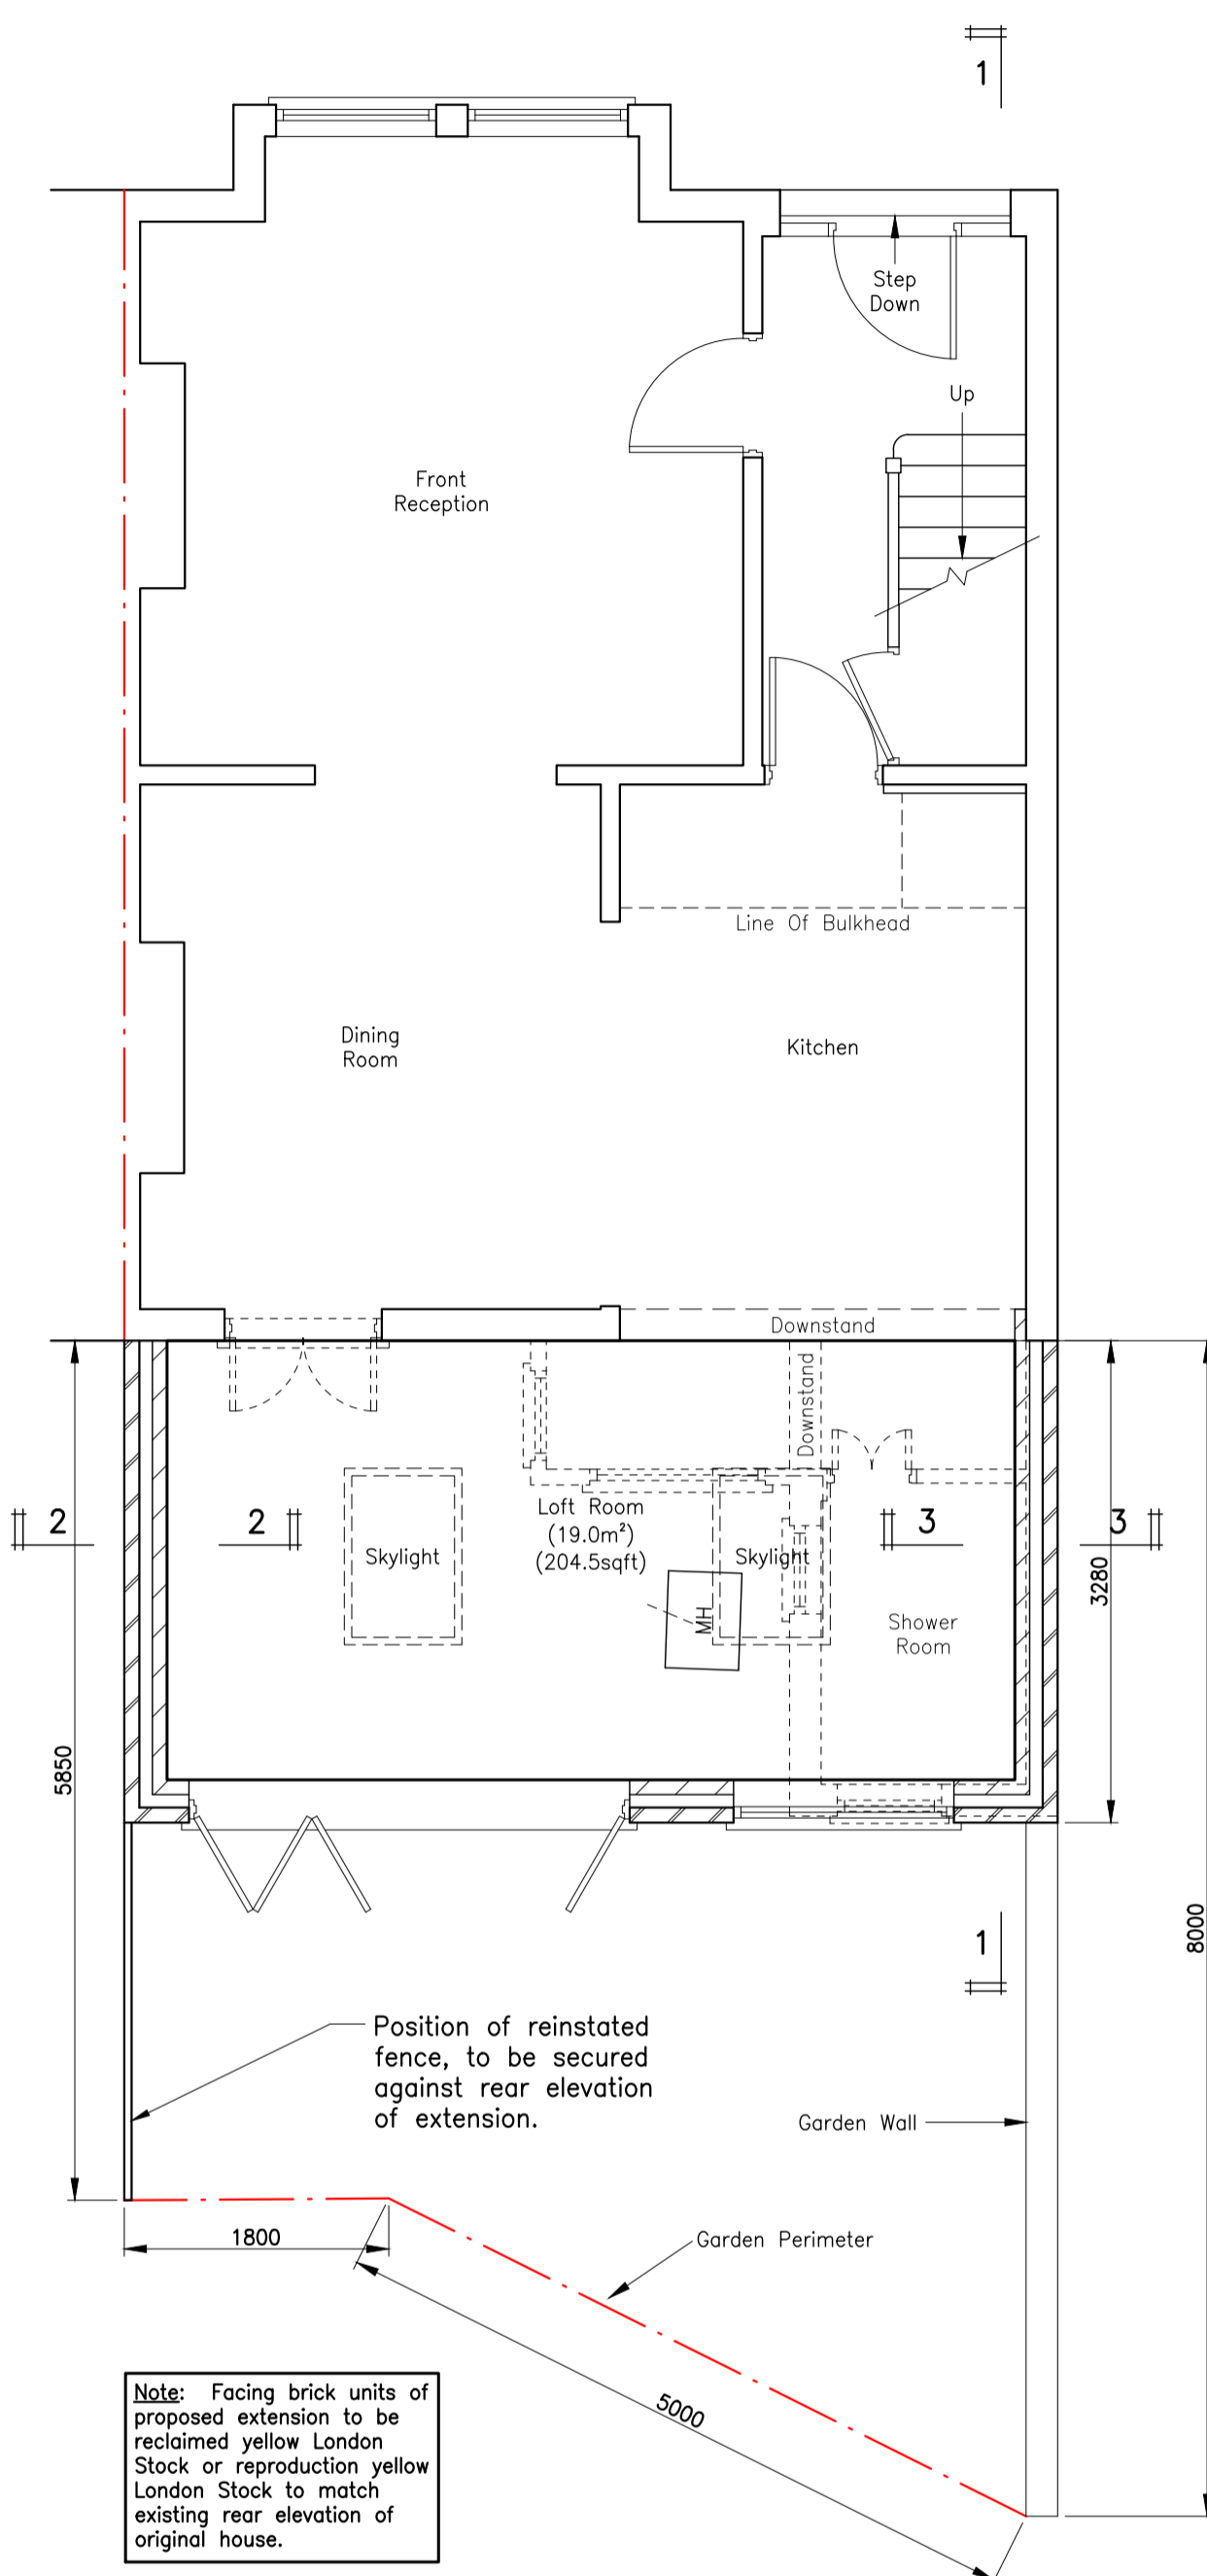 1
Step
Down
Up
Front
Reception
Line Of Bulkhead
Dining
Room
Kitchen
Downstand
Downstand
2
2
Skylight
Loft Room
(19.0m²)
(204.5sqft)
Skylight
3
3
MH
Shower
Room
3280
5850
8000
1
Position of reinstated
fence, to be secured
against rear elevation
of extension.
Garden Wall
1800
Garden Perimeter
5000
Note: Facing brick units of
proposed extension to be
reclaimed yellow London
Stock or reproduction yellow
London Stock to match
existing rear elevation of
original house.